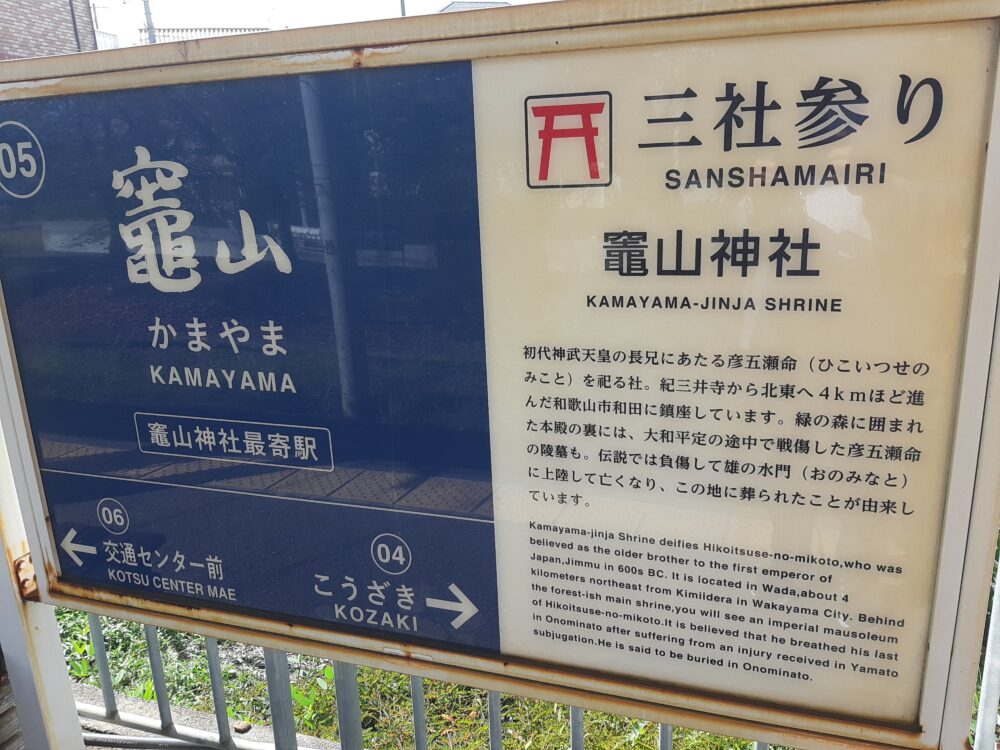 05
竈山
かまやま
KAMAYAMA
竈山神社最寄駅
06
交通センター前
KOTSU CENTER MAE
04
こうざき
KOZAKI
三社参り
SANSHAMAIRI
竈山神社
KAMAYAMA-JINJA SHRINE
初代神武天皇の長兄にあたる彦五瀬命（ひこいつせの
みこと）を祀る社。紀三井寺から北東へ4kmほど進
んだ和歌山市和田に鎮座しています。緑の森に囲まれ
た本殿の裏には、大和平定の途中で戦傷した彦五瀬命
の陵墓も。伝説では負傷して雄の水門（おのみなと）
に上陸して亡くなり、この地に葬られたことが由来し
ています。
Kamayama-jinja Shrine deifies Hikoitsuse-no-mikoto,who was
believed as the older brother to the first emperor of
Japan,Jimmu in 600s BC. It is located in Wada,about 4
kilometers northeast from Kimiidera in Wakayama City. Behind
the forest-ish main shrine,you will see an imperial mausoleum
of Hikoitsuse-no-mikoto.It is believed that he breathed his last
in Onominato after suffering from an injury received in Yamato
subjugation.He is said to be buried in Onominato.